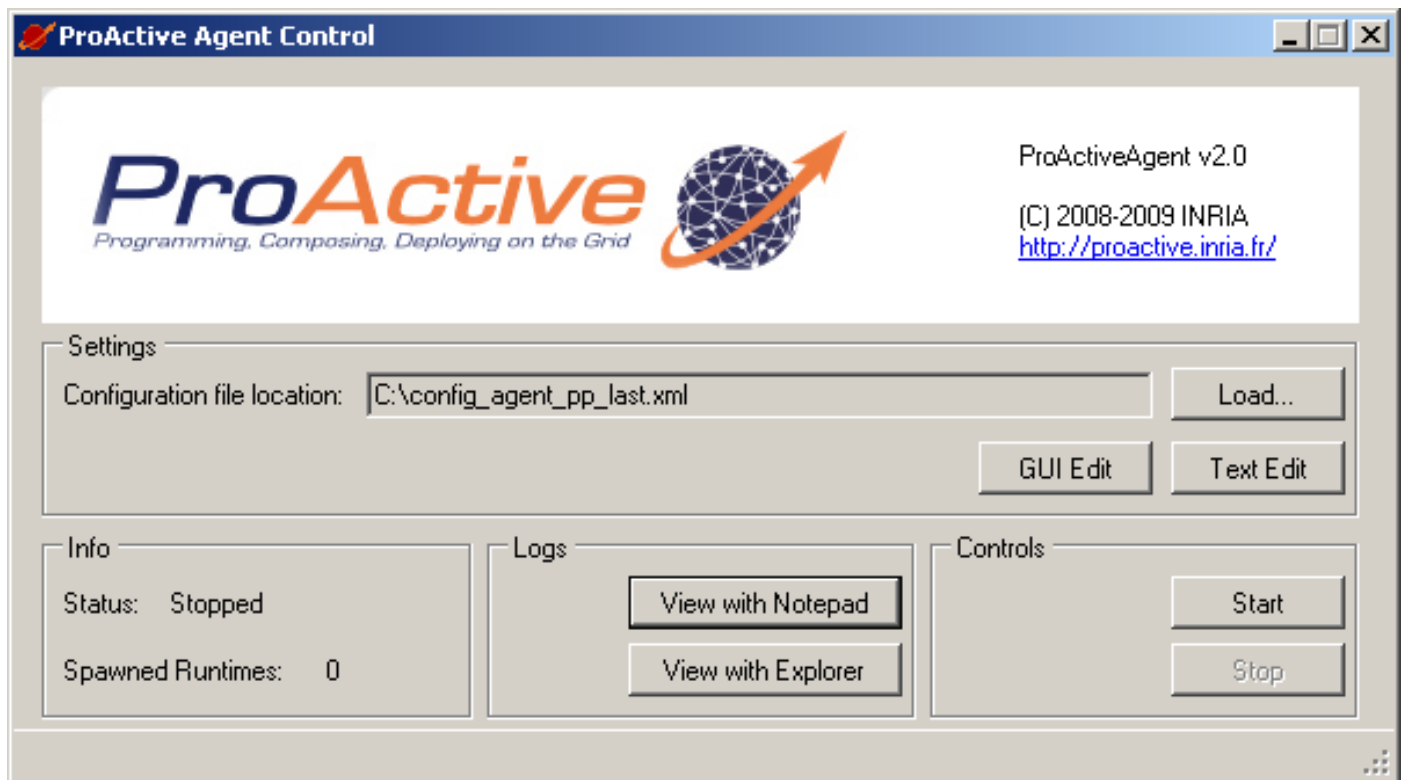 ProActive Agent Control
ProActive
Programming, Composing, Deploying on the Grid
ProActiveAgent v2.0
(C) 2008-2009 INRIA
http://proactive.inria.fr/
Settings
Configuration file location: C:\config_agent_pp_last.xml Load...
GUI Edit Text Edit
Info
Status: Stopped
Spawned Runtimes: 0
Logs
View with Notepad
View with Explorer
Controls
Start
Stop